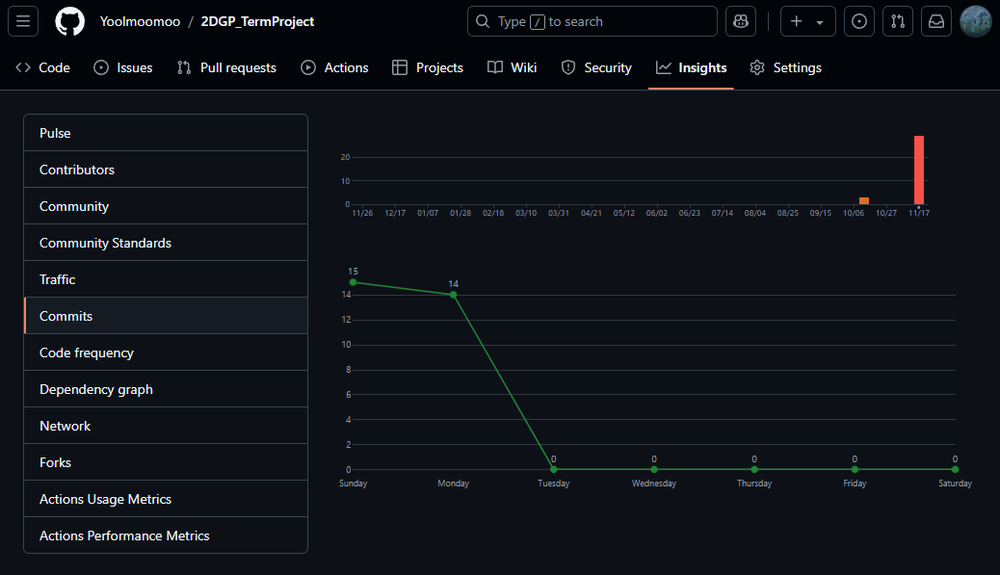 Yoolmoomoo / 2DGP_TermProject
Type / to search
Code
Issues
Pull requests
Actions
Projects
Wiki
Security
Insights
Settings
Pulse
Contributors
Community
Community Standards
Traffic
Commits
Code frequency
Dependency graph
Network
Forks
Actions Usage Metrics
Actions Performance Metrics
20
10
0
11/26 12/17 01/07 01/28 02/18 03/10 03/31 04/21 05/12 06/02 06/23 07/14 08/04 08/25 09/15 10/06 10/27 11/17
15
14
14
12
10
8
6
4
2
0
0 0 0 0 0
Sunday Monday Tuesday Wednesday Thursday Friday Saturday